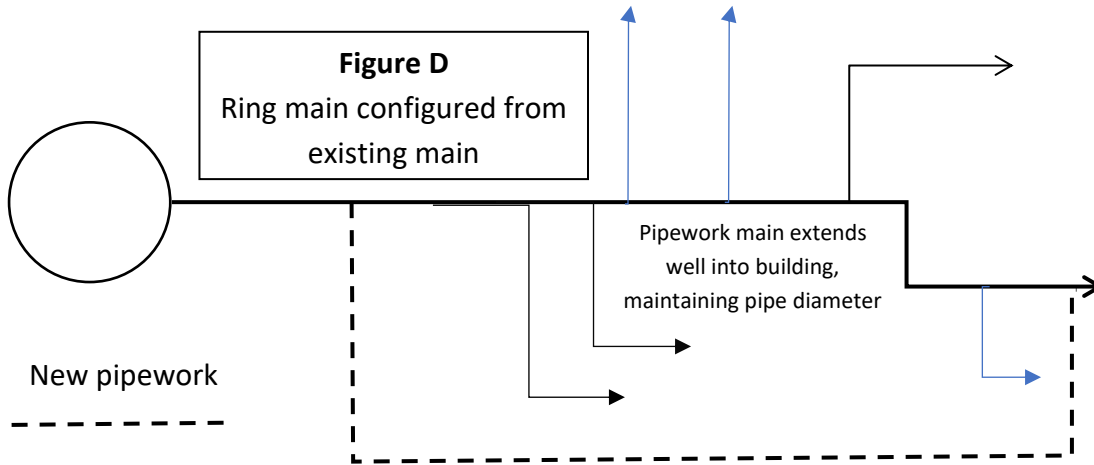 Figure D
Ring main configured from
existing main
Pipework main extends
well into building,
maintaining pipe diameter
New pipework